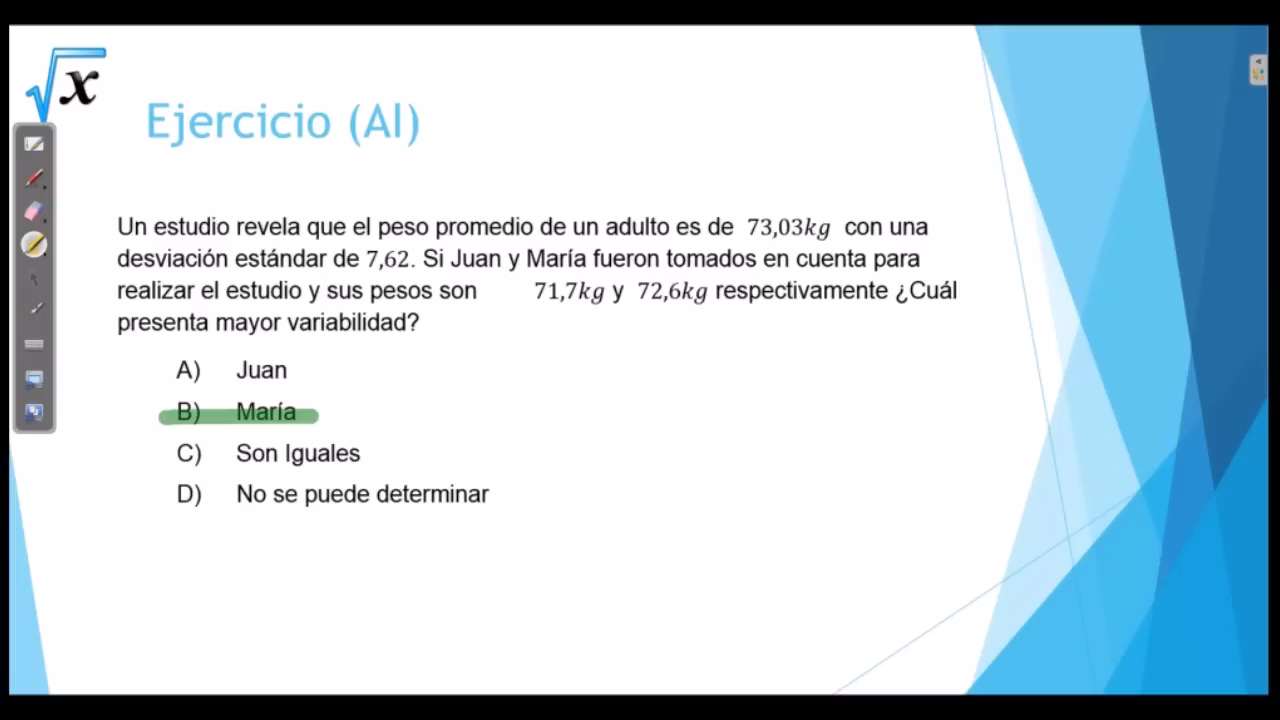 √x
Ejercicio (Al)
Un estudio revela que el peso promedio de un adulto es de 73,03kg con una
desviación estándar de 7,62. Si Juan y María fueron tomados en cuenta para
realizar el estudio y sus pesos son 71,7kg y 72,6kg respectivamente ¿Cuál
presenta mayor variabilidad?
A) Juan
B) María
C) Son Iguales
D) No se puede determinar